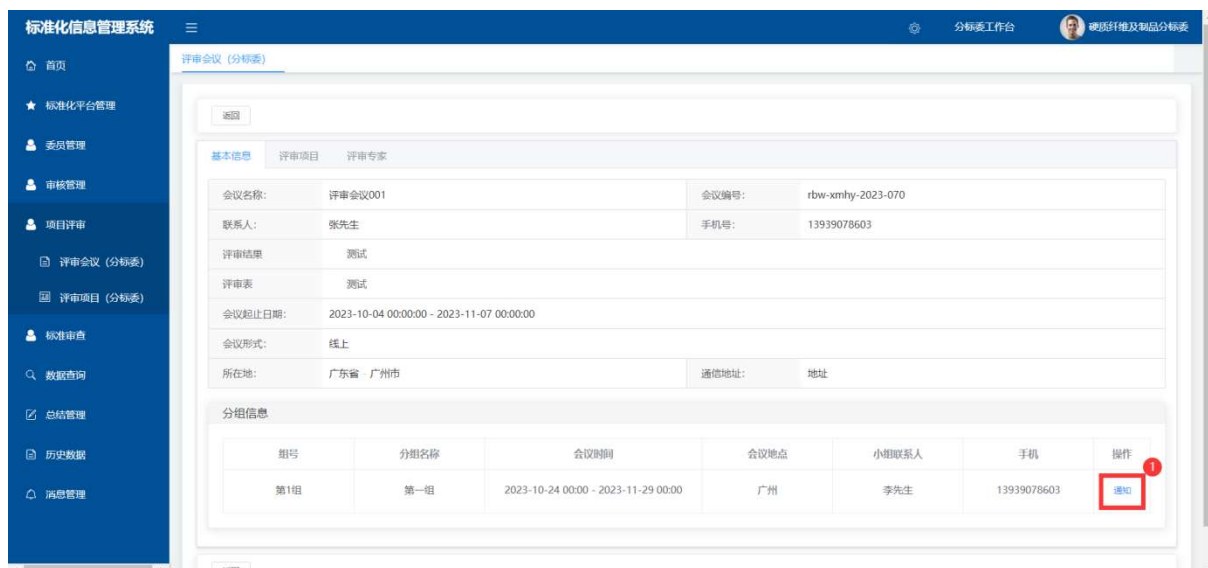 标准化信息管理系统
分标委工作台
硬质纤维及制品分标委
首页
标准化平台管理
委员管理
审核管理
项目评审
评审会议（分标委）
评审项目（分标委）
标准审查
数据查询
总结管理
历史数据
消息管理
评审会议（分标委）
返回
基本信息 评审项目 评审专家
会议名称： 评审会议001 会议编号： rbw-xmhy-2023-070
联系人： 张先生 手机号： 13939078603
评审结果 测试
评审表 测试
会议起止日期： 2023-10-04 00:00:00 - 2023-11-07 00:00:00
会议形式： 线上
所在地： 广东省 - 广州市 通信地址： 地址
分组信息
组号 分组名称 会议时间 会议地点 小组联系人 手机 操作
1
第1组 第一组 2023-10-24 00:00 - 2023-11-29 00:00 广州 李先生 13939078603 通知